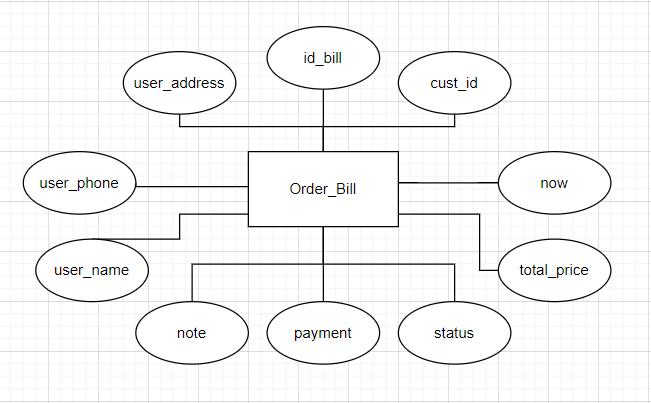 id_bill
user_address
cust_id
user_phone
Order_Bill
now
user_name
total_price
note
payment
status